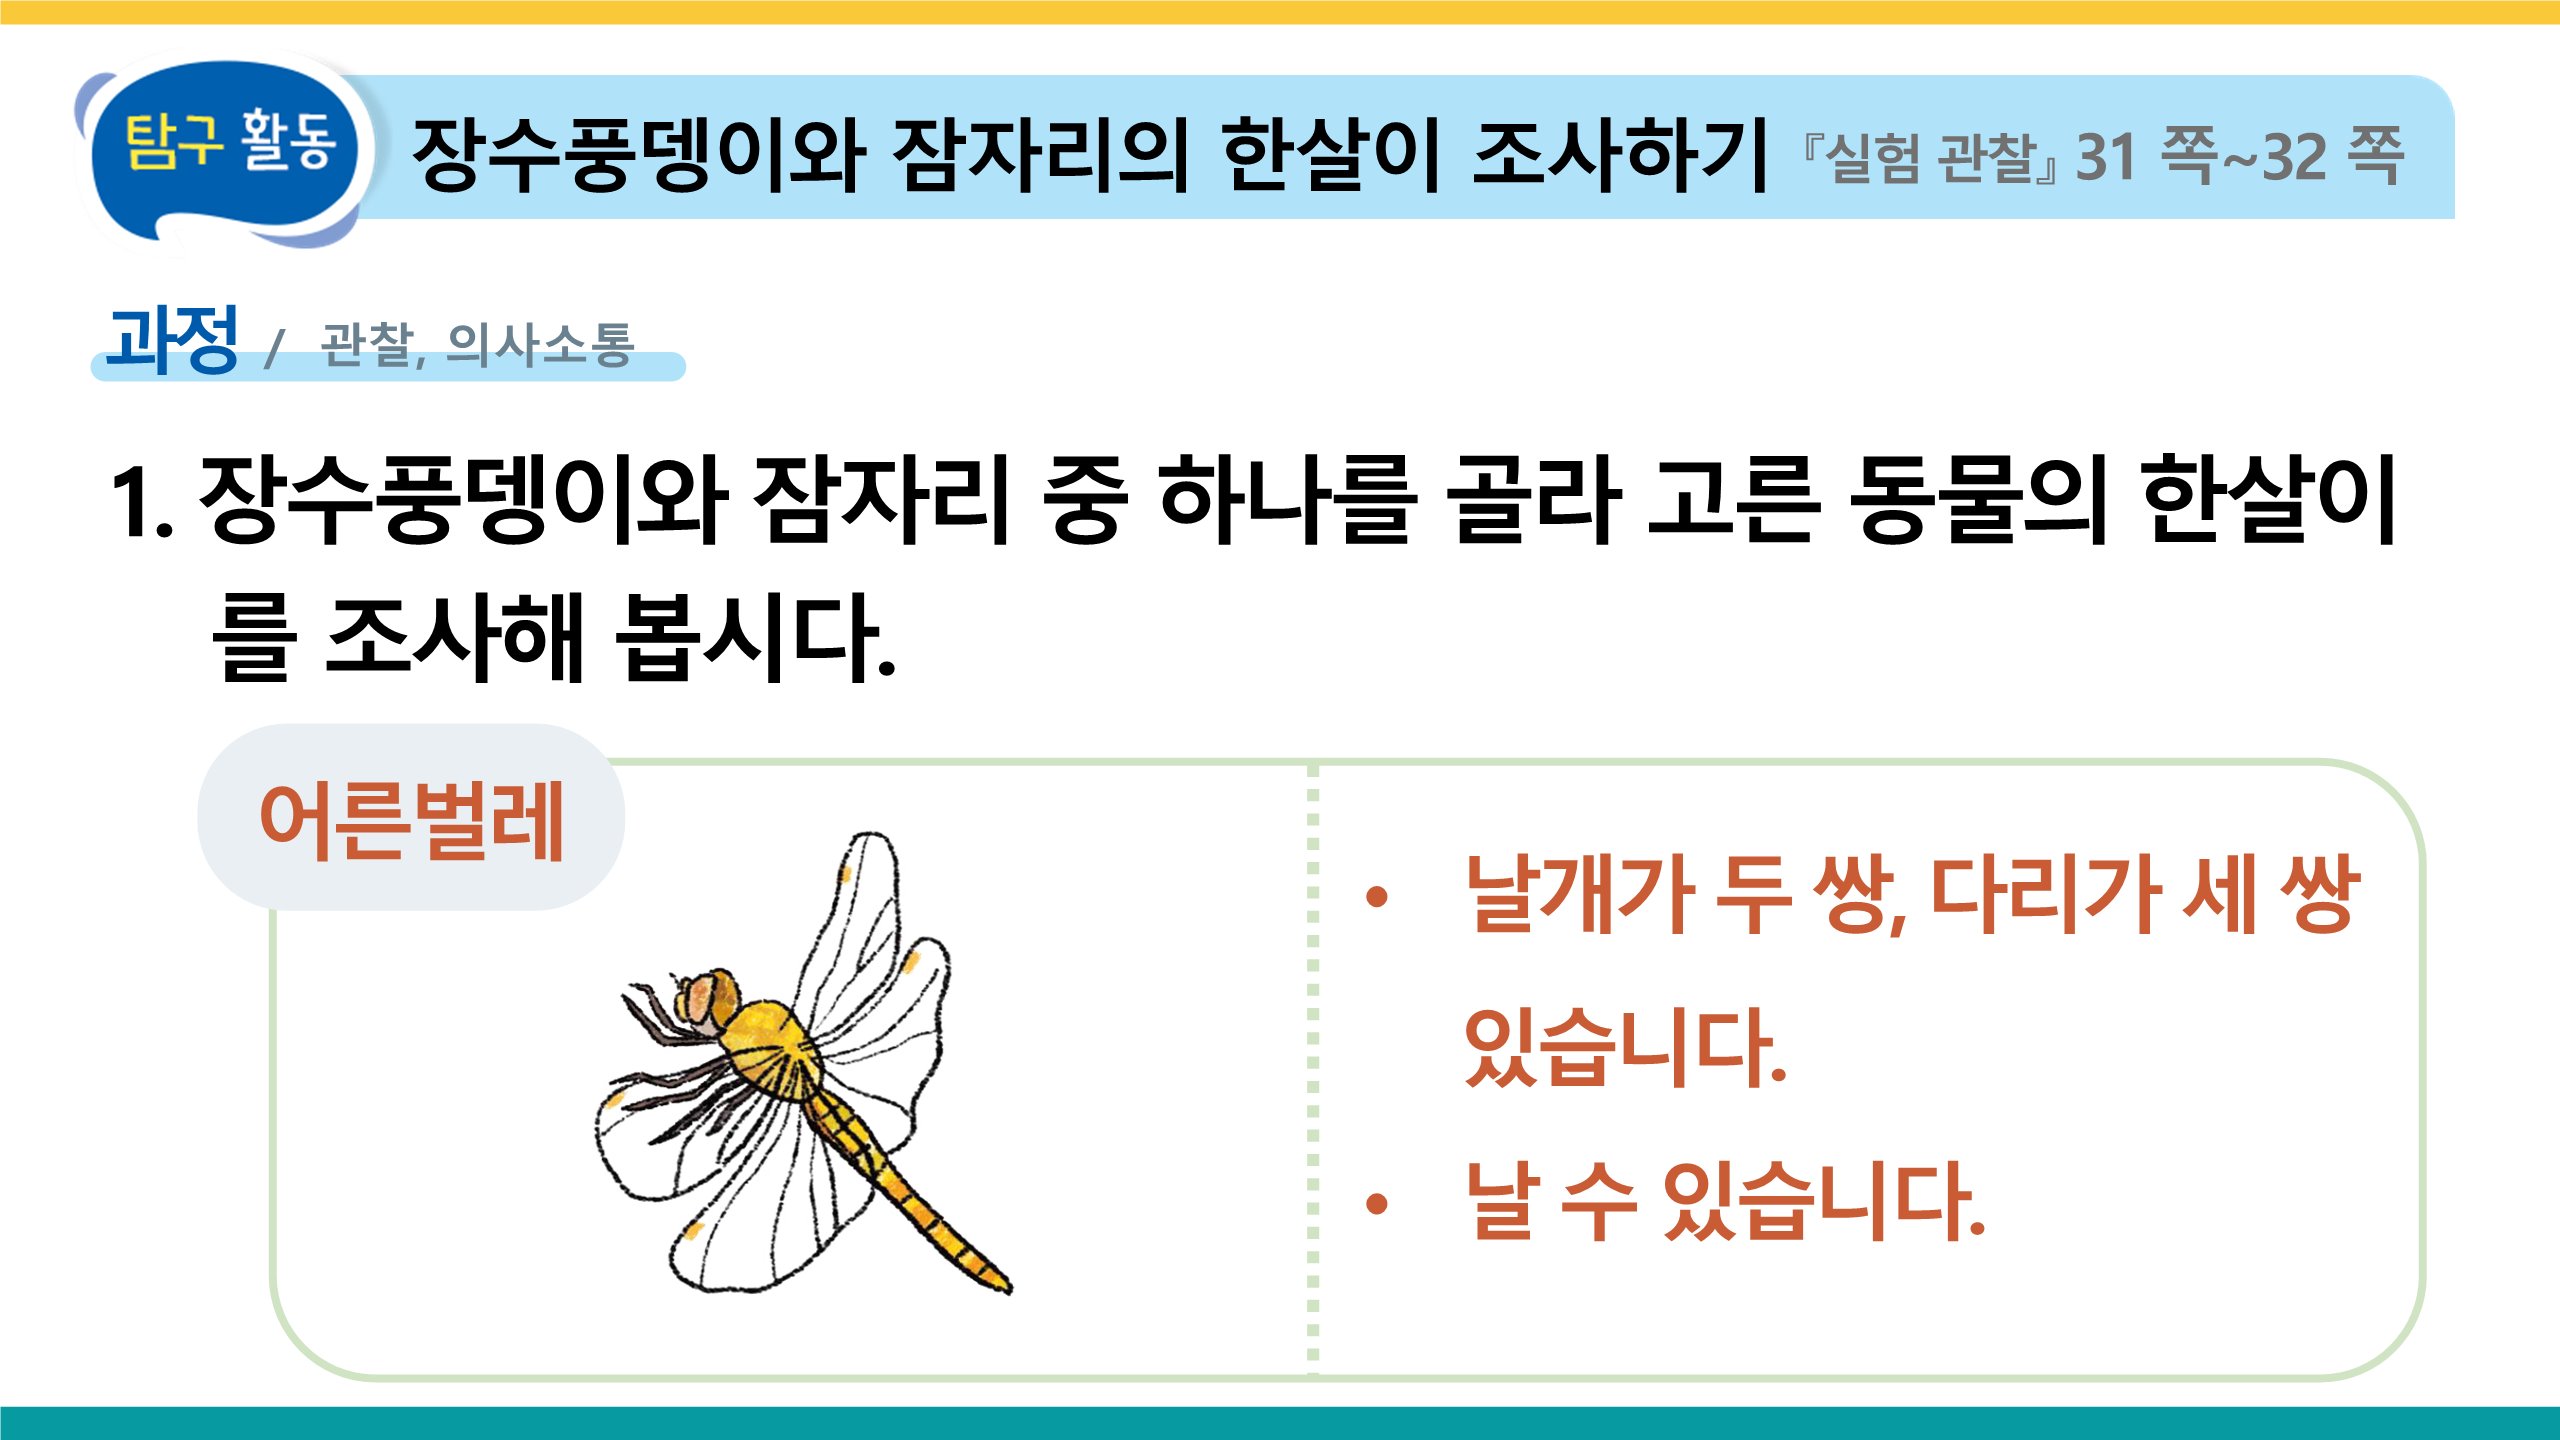 탐구 활동
장수풍뎅이와 잠자리의 한살이 조사하기 『실험 관찰』 31 쪽~32 쪽
과정 / 관찰, 의사소통
1. 장수풍뎅이와 잠자리 중 하나를 골라 고른 동물의 한살이
를 조사해 봅시다.
어른벌레
• 날개가 두 쌍, 다리가 세 쌍
있습니다.
• 날 수 있습니다.